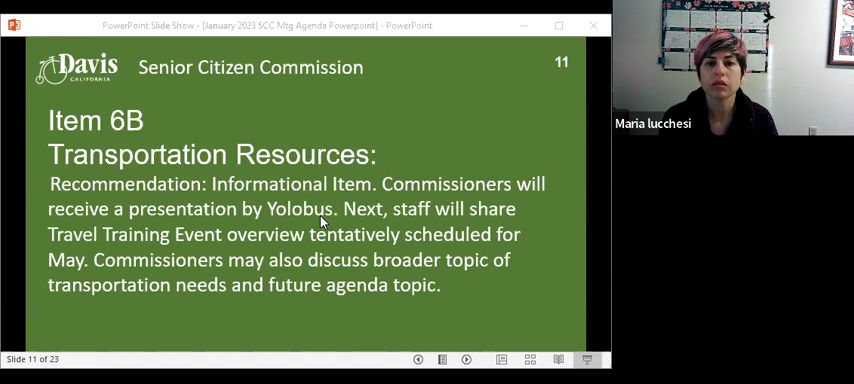 PowerPoint Slide Show - [January 2023 SCC Mtg Agenda Powerpoint] - PowerPoint
Davis
CALIFORNIA
Senior Citizen Commission
11
Item 6B
Transportation Resources:
Recommendation: Informational Item. Commissioners will
receive a presentation by Yolobus. Next, staff will share
Travel Training Event overview tentatively scheduled for
May. Commissioners may also discuss broader topic of
transportation needs and future agenda topic.
Slide 11 of 23
Maria lucchesi